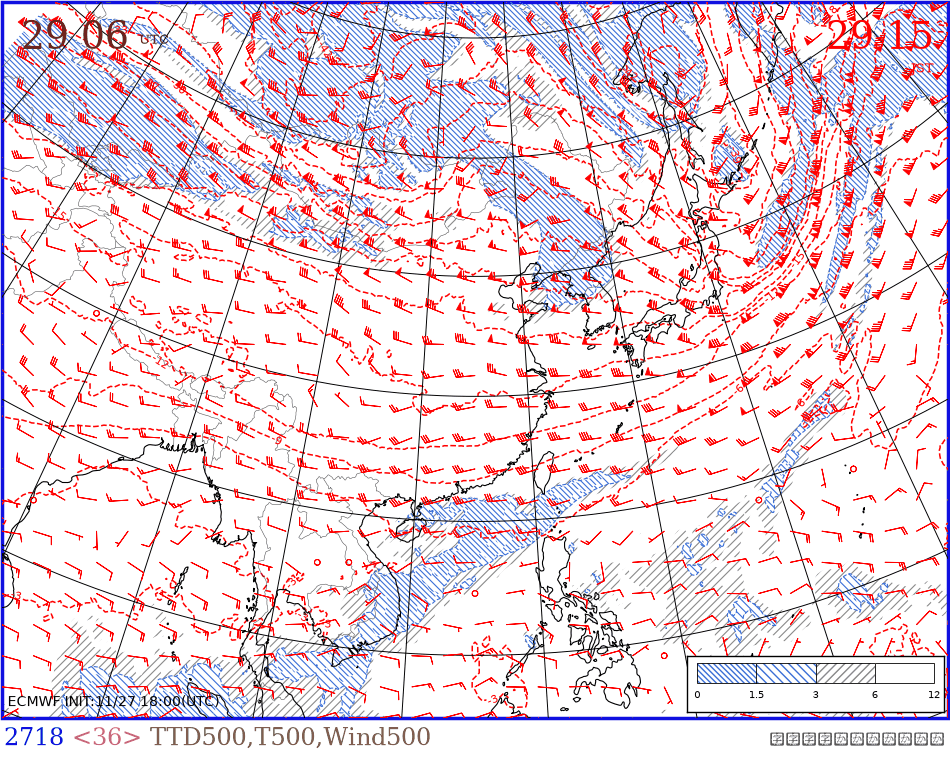 29.06 UTC
29.15 JST
ECMWF INIT:11/27 18:00(UTC)
0 1.5 3 6 12
2718 <36> TTD500,T500,Wind500